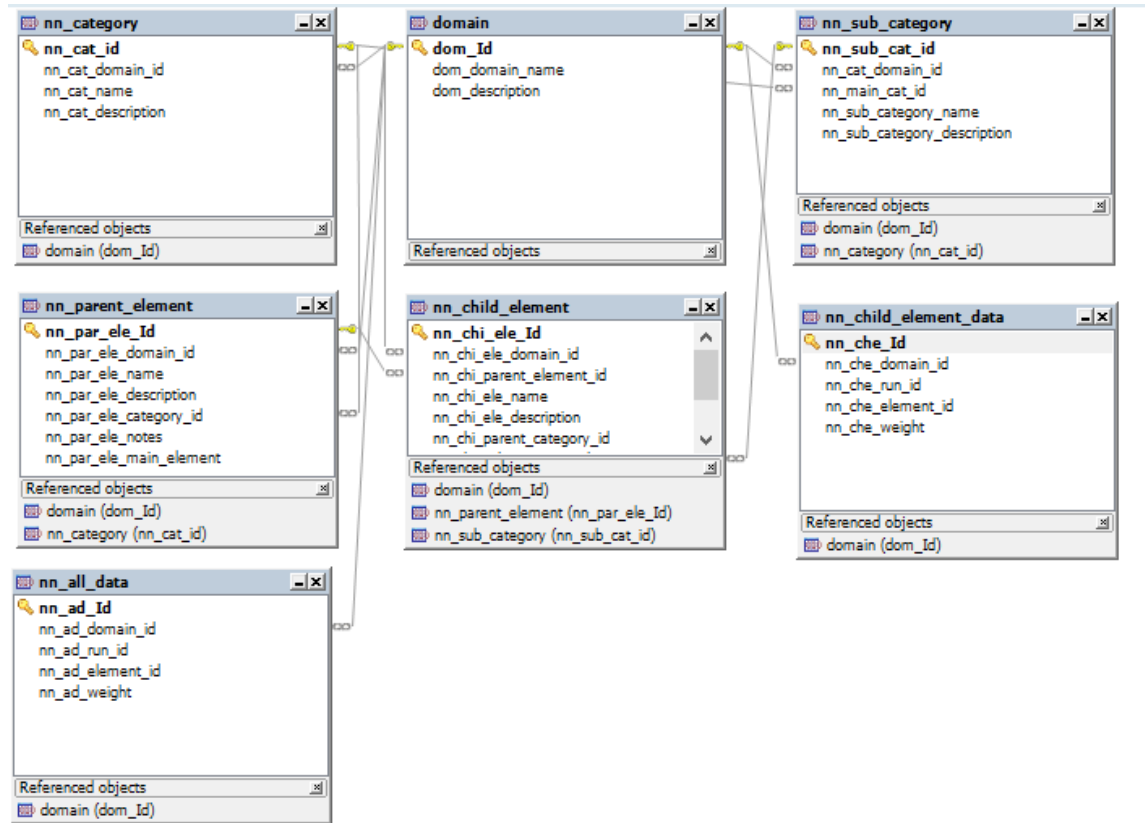 nn_category
nn_cat_id
nn_cat_domain_id
nn_cat_name
nn_cat_description
Referenced objects
domain (dom_Id)
domain
dom_Id
dom_domain_name
dom_description
Referenced objects
nn_sub_category
nn_sub_cat_id
nn_cat_domain_id
nn_main_cat_id
nn_sub_category_name
nn_sub_category_description
Referenced objects
domain (dom_Id)
nn_category (nn_cat_id)
nn_parent_element
nn_par_ele_Id
nn_par_ele_domain_id
nn_par_ele_name
nn_par_ele_description
nn_par_ele_category_id
nn_par_ele_notes
nn_par_ele_main_element
Referenced objects
domain (dom_Id)
nn_category (nn_cat_id)
nn_child_element
nn_chi_ele_Id
nn_chi_ele_domain_id
nn_chi_parent_element_id
nn_chi_ele_name
nn_chi_ele_description
nn_chi_parent_category_id
Referenced objects
domain (dom_Id)
nn_parent_element (nn_par_ele_Id)
nn_sub_category (nn_sub_cat_id)
nn_child_element_data
nn_che_Id
nn_che_domain_id
nn_che_run_id
nn_che_element_id
nn_che_weight
Referenced objects
domain (dom_Id)
nn_all_data
nn_ad_Id
nn_ad_domain_id
nn_ad_run_id
nn_ad_element_id
nn_ad_weight
Referenced objects
domain (dom_Id)